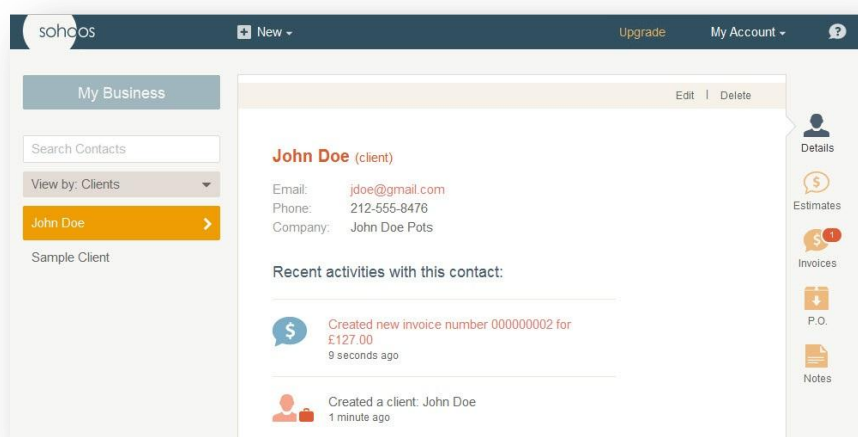 sohoos
New
Upgrade
My Account
?
My Business
Edit | Delete
Search Contacts
View by: Clients
John Doe
Sample Client
John Doe (client)
Email: jdoe@gmail.com
Phone: 212-555-8476
Company: John Doe Pots
Recent activities with this contact:
$
Created new invoice number 000000002 for
£127.00
9 seconds ago
Created a client: John Doe
1 minute ago
Details
$
Estimates
$ 1
Invoices
P.O.
Notes